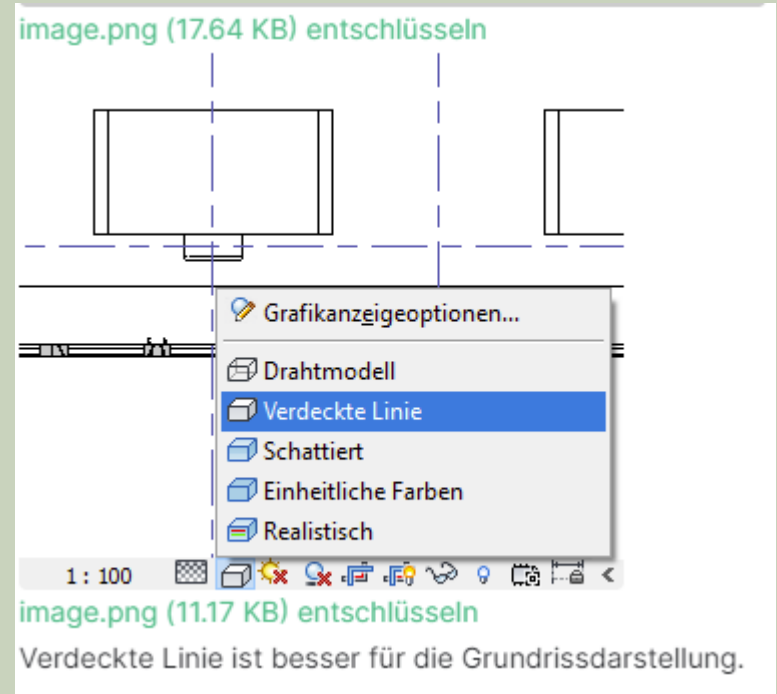 image.png (17.64 KB) entschlüsseln
Grafikanzeigeoptionen...
Drahtmodell
Verdeckte Linie
Schattiert
Einheitliche Farben
Realistisch
1 : 100
image.png (11.17 KB) entschlüsseln
Verdeckte Linie ist besser für die Grundrissdarstellung.